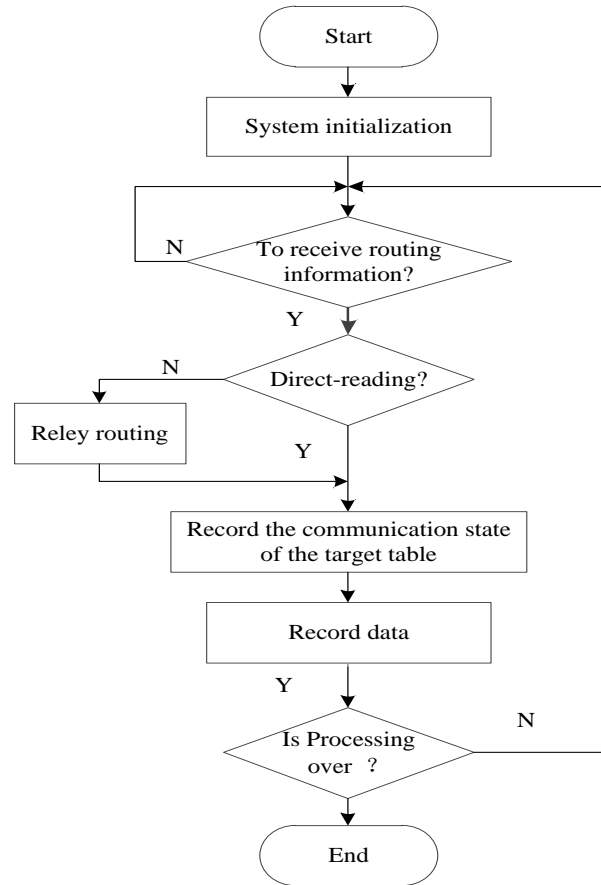 Start
System initialization
To receive routing
information?
N
Y
Direct-reading?
N
Reley routing
Y
Record the communication state
of the target table
Record data
Y
Is Processing
over ？
N
End